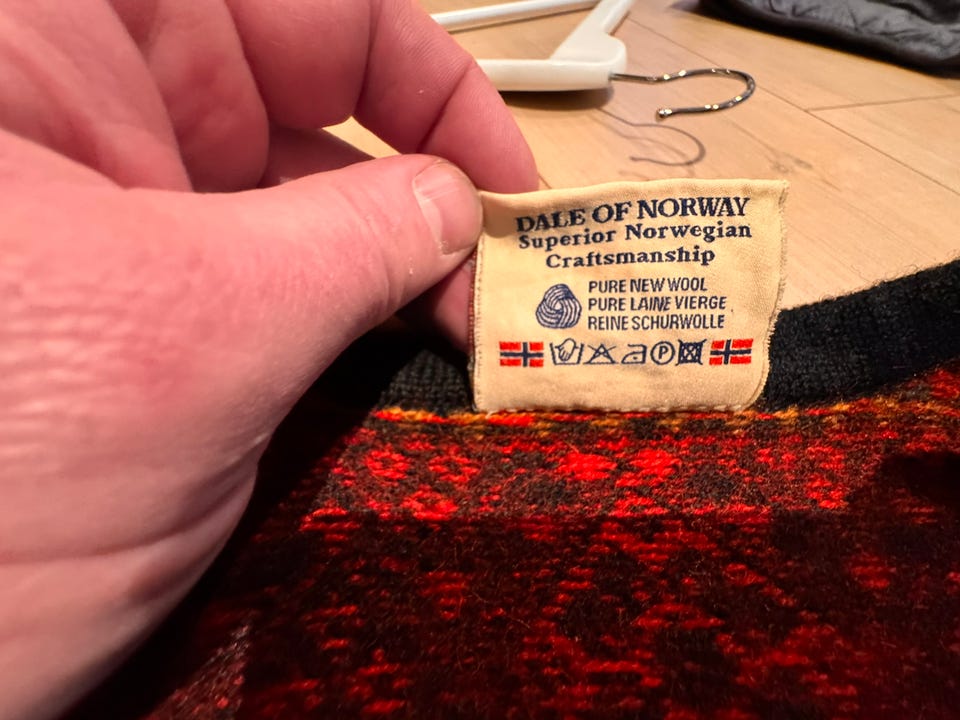 DALE OF NORWAY
Superior Norwegian
Craftsmanship
PURE NEW WOOL
PURE LAINE VIERGE
REINE SCHURWOLLE
P